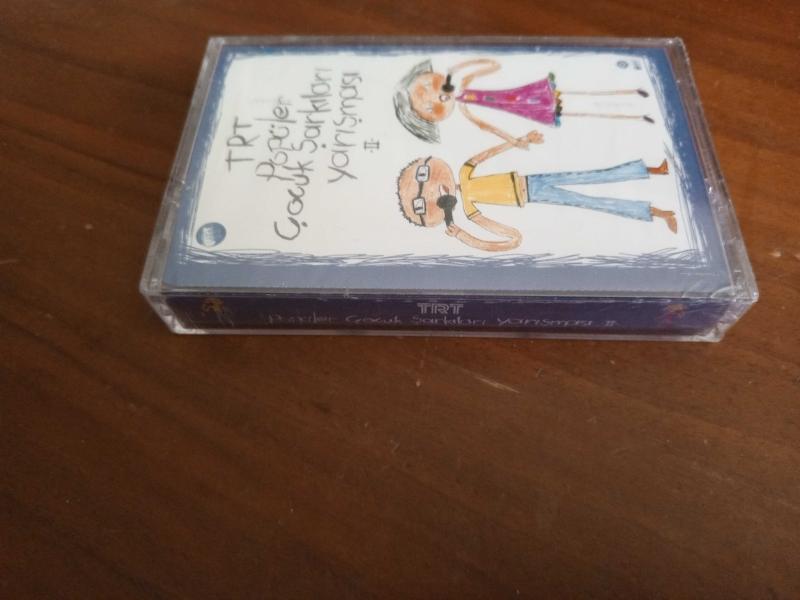 TRT
Popüler
Çocuk Şarkıları
Yarışması
-II-
TRT
Popüler Çocuk Şarkıları Yarışması II